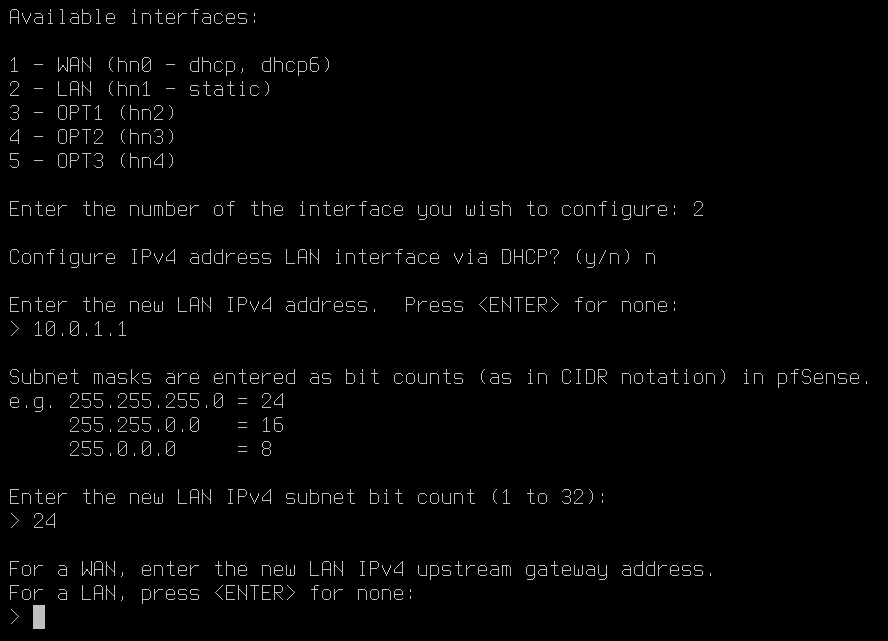 Available interfaces:
1 - WAN (hn0 - dhcp, dhcp6)
2 - LAN (hn1 - static)
3 - OPT1 (hn2)
4 - OPT2 (hn3)
5 - OPT3 (hn4)
Enter the number of the interface you wish to configure: 2
Configure IPv4 address LAN interface via DHCP? (y/n) n
Enter the new LAN IPv4 address.  Press <ENTER> for none:
> 10.0.1.1
Subnet masks are entered as bit counts (as in CIDR notation) in pfSense.
e.g. 255.255.255.0 = 24
     255.255.0.0   = 16
     255.0.0.0     = 8
Enter the new LAN IPv4 subnet bit count (1 to 32):
> 24
For a WAN, enter the new LAN IPv4 upstream gateway address.
For a LAN, press <ENTER> for none:
>